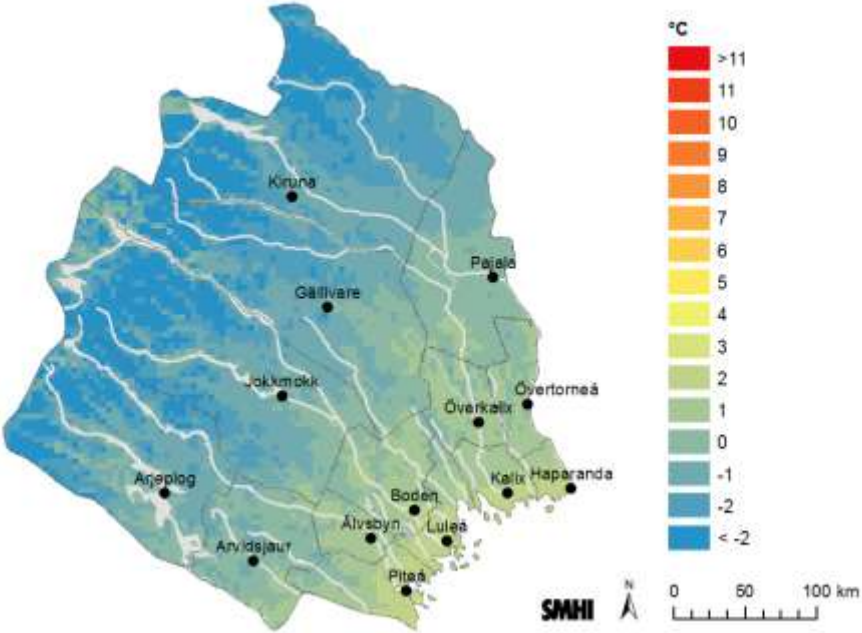 °C
>11
11
10
9
8
7
6
5
4
3
2
1
0
-1
-2
< -2
Kiruna
Pajala
Gällivare
Jokkmokk
Övertorneå
Överkalix
Arjeplog
Kalix Haparanda
Boden
Älvsbyn Luleå
Arvidsjaur
Piteå
SMHI
N
0 50 100 km